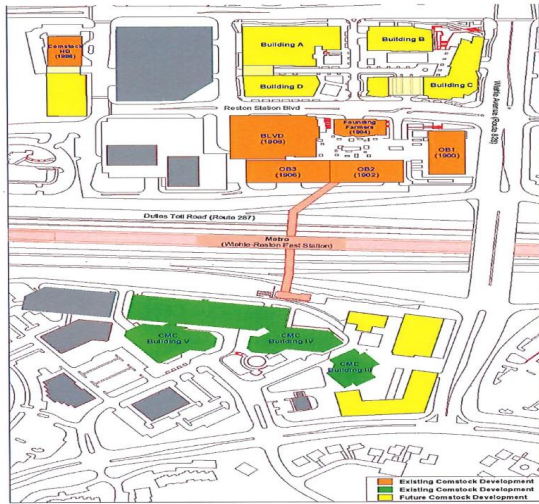 Comstock
HQ
(1886)
Building A
Building B
Building D
Building C
Wiehle Avenue (Route 828)
Reston Station Blvd
BLVD
(1908)
Founding
Farmers
(1904)
OB1
(1900)
OB3
(1906)
OB2
(1902)
Dulles Toll Road (Route 267)
Metro
(Wiehle-Reston East Station)
CMC
Building V
CMC
Building IV
CMC
Building III
Existing Comstock Development
Existing Comstock Development
Future Comstock Development